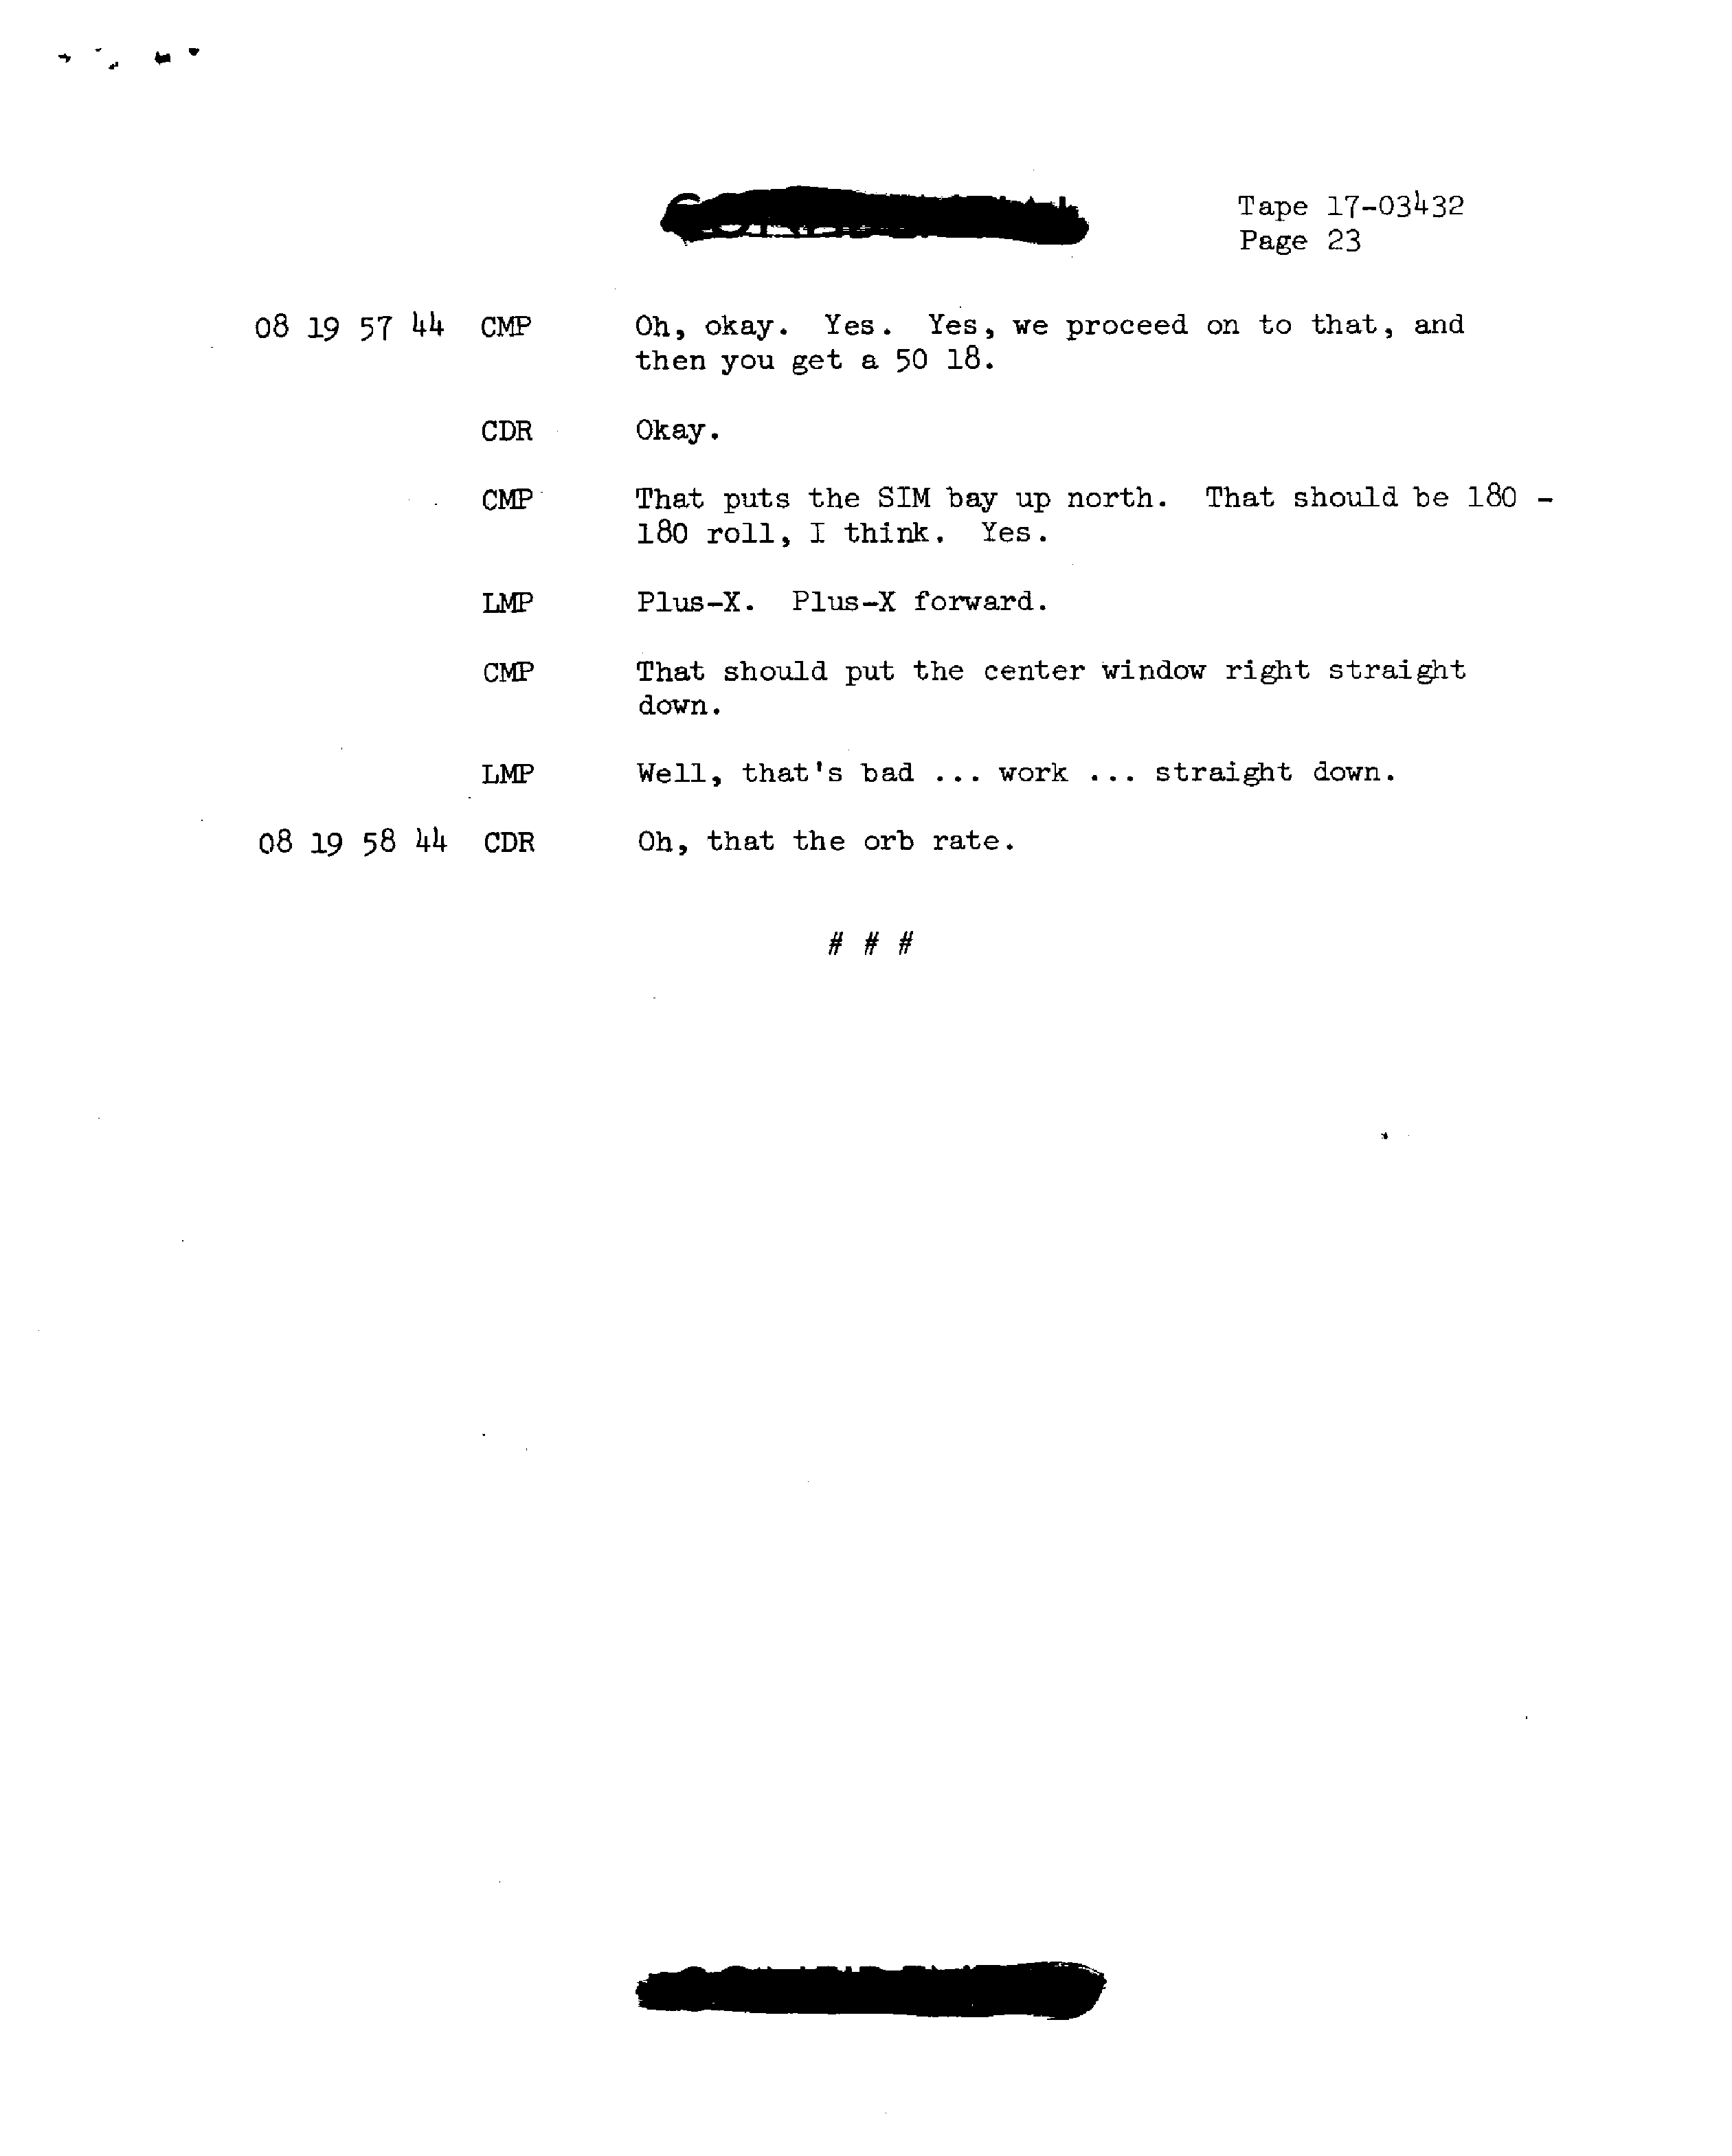 Tape 17-03432
Page 23
08 19 57 44 CMP Oh, okay. Yes. Yes, we proceed on to that, and
then you get a 50 18.
CDR Okay.
CMP That puts the SIM bay up north. That should be 180 -
180 roll, I think. Yes.
LMP Plus-X. Plus-X forward.
CMP That should put the center window right straight
down.
LMP Well, that's bad ... work ... straight down.
08 19 58 44 CDR Oh, that the orb rate.
# # #